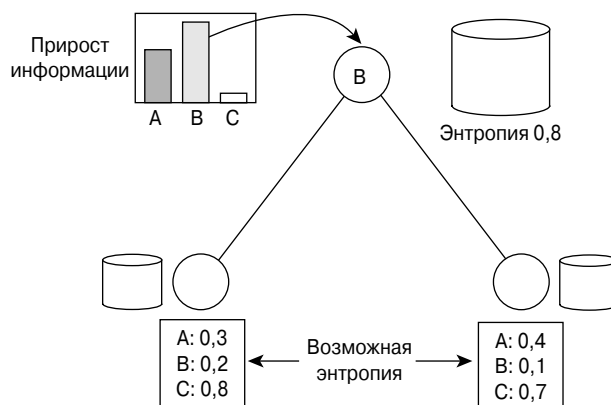 Прирост
информации
A B C
B
Энтропия 0,8
A: 0,3
B: 0,2
C: 0,8
Возможная
энтропия
A: 0,4
B: 0,1
C: 0,7